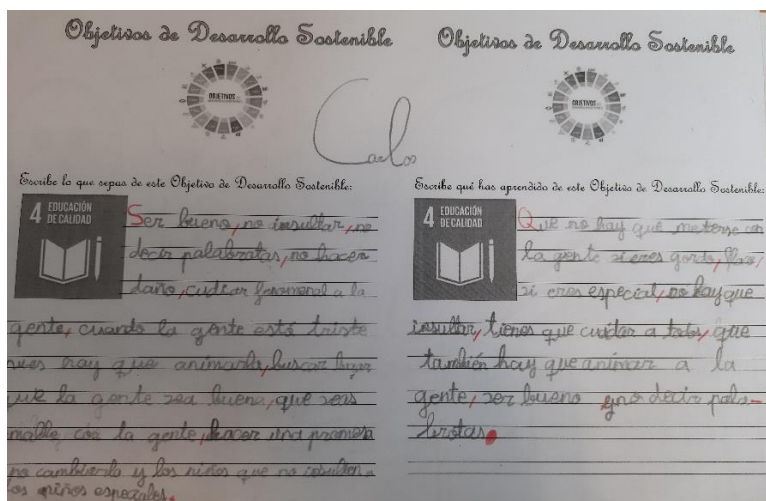 Objetivos de Desarrollo Sostenible
OBJETIVOS
Carlos
Escribe lo que sepas de este Objetivo de Desarrollo Sostenible:
4 EDUCACIÓN
DE CALIDAD
Ser bueno, no insultar, no
decir palabratas, no hacer
daño, cudiar fenomenal a la
gente, cuando la gente está triste
pues hay que animarla, buscar
que la gente sea buena, que seas
amable con la gente, hacer una promesa
no cambiarla y los niños que no insulten a
los niños especiales.
Objetivos de Desarrollo Sostenible
OBJETIVOS
Escribe qué has aprendido de este Objetivo de Desarrollo Sostenible:
4 EDUCACIÓN
DE CALIDAD
Que no hay que meterse con
la gente si eres gordo, flaco,
si eres especial, no hay que
insultar, tienes que cuidar a todos, que
también hay que animar a la
gente, ser bueno y no decir pala-
brotas.